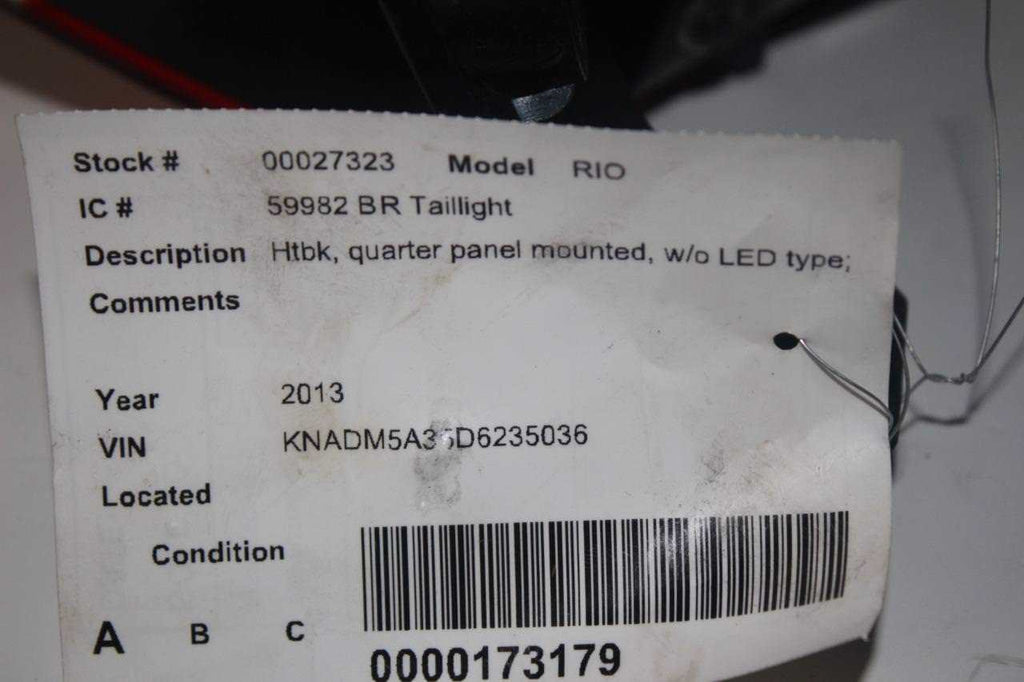 Stock # 00027323 Model RIO
IC # 59982 BR Taillight
Description Htbk, quarter panel mounted, w/o LED type;
Comments
Year 2013
VIN KNADM5A35D6235036
Located
Condition
A B C
0000173179